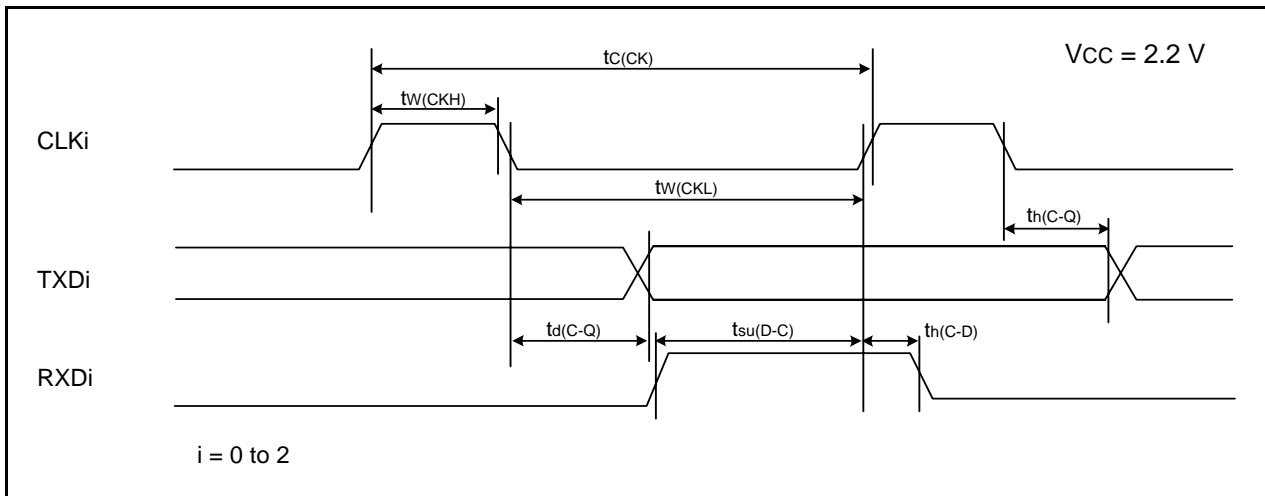 tC(CK)
VCC = 2.2 V
tW(CKH)
CLKi
tW(CKL)
th(C-Q)
TXDi
td(C-Q)
tsu(D-C)
th(C-D)
RXDi
i = 0 to 2